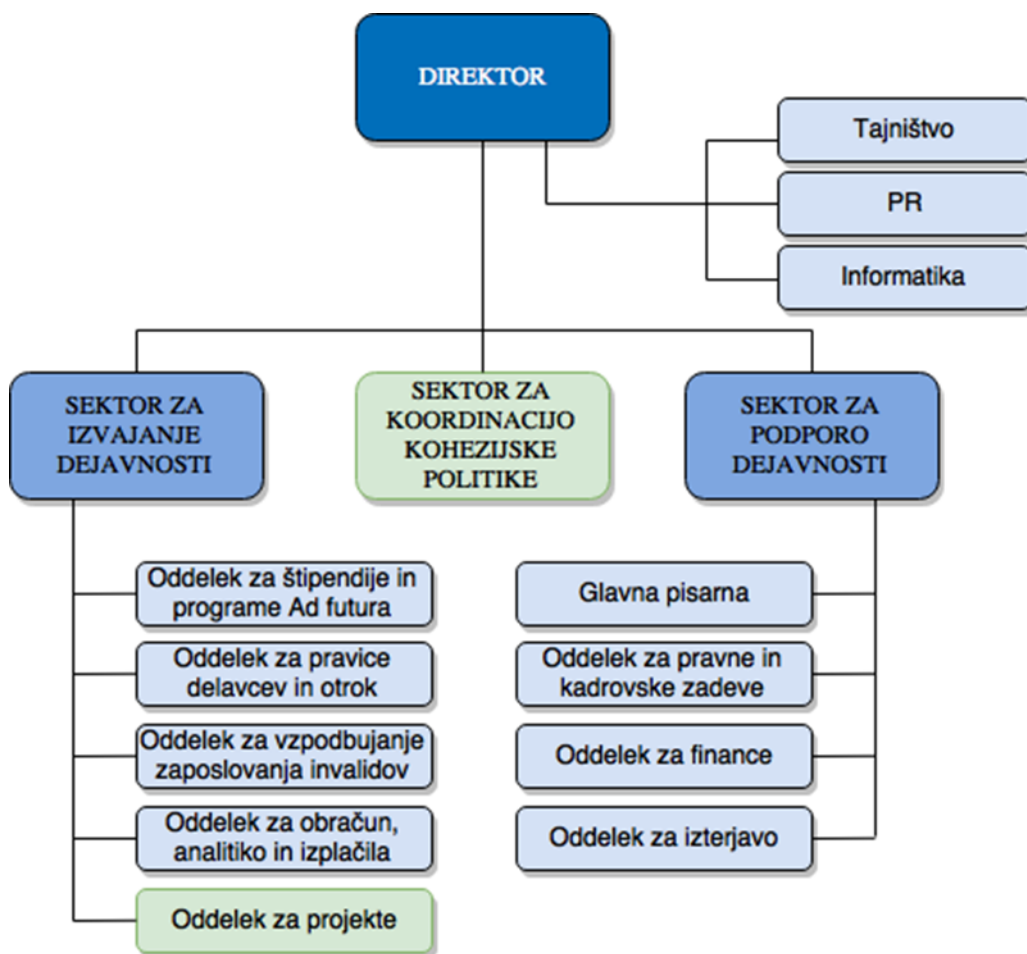 DIREKTOR
Tajništvo
PR
Informatika
SEKTOR ZA
IZVAJANJE
DEJAVNOSTI
SEKTOR ZA
KOORDINACIJO
KOHEZIJSKE
POLITIKE
SEKTOR ZA
PODPORO
DEJAVNOSTI
Oddelek za štipendije in
programe Ad futura
Oddelek za pravice
delavcev in otrok
Oddelek za vzpodbujanje
zaposlovanja invalidov
Oddelek za obračun,
analitiko in izplačila
Oddelek za projekte
Glavna pisarna
Oddelek za pravne in
kadrovske zadeve
Oddelek za finance
Oddelek za izterjavo